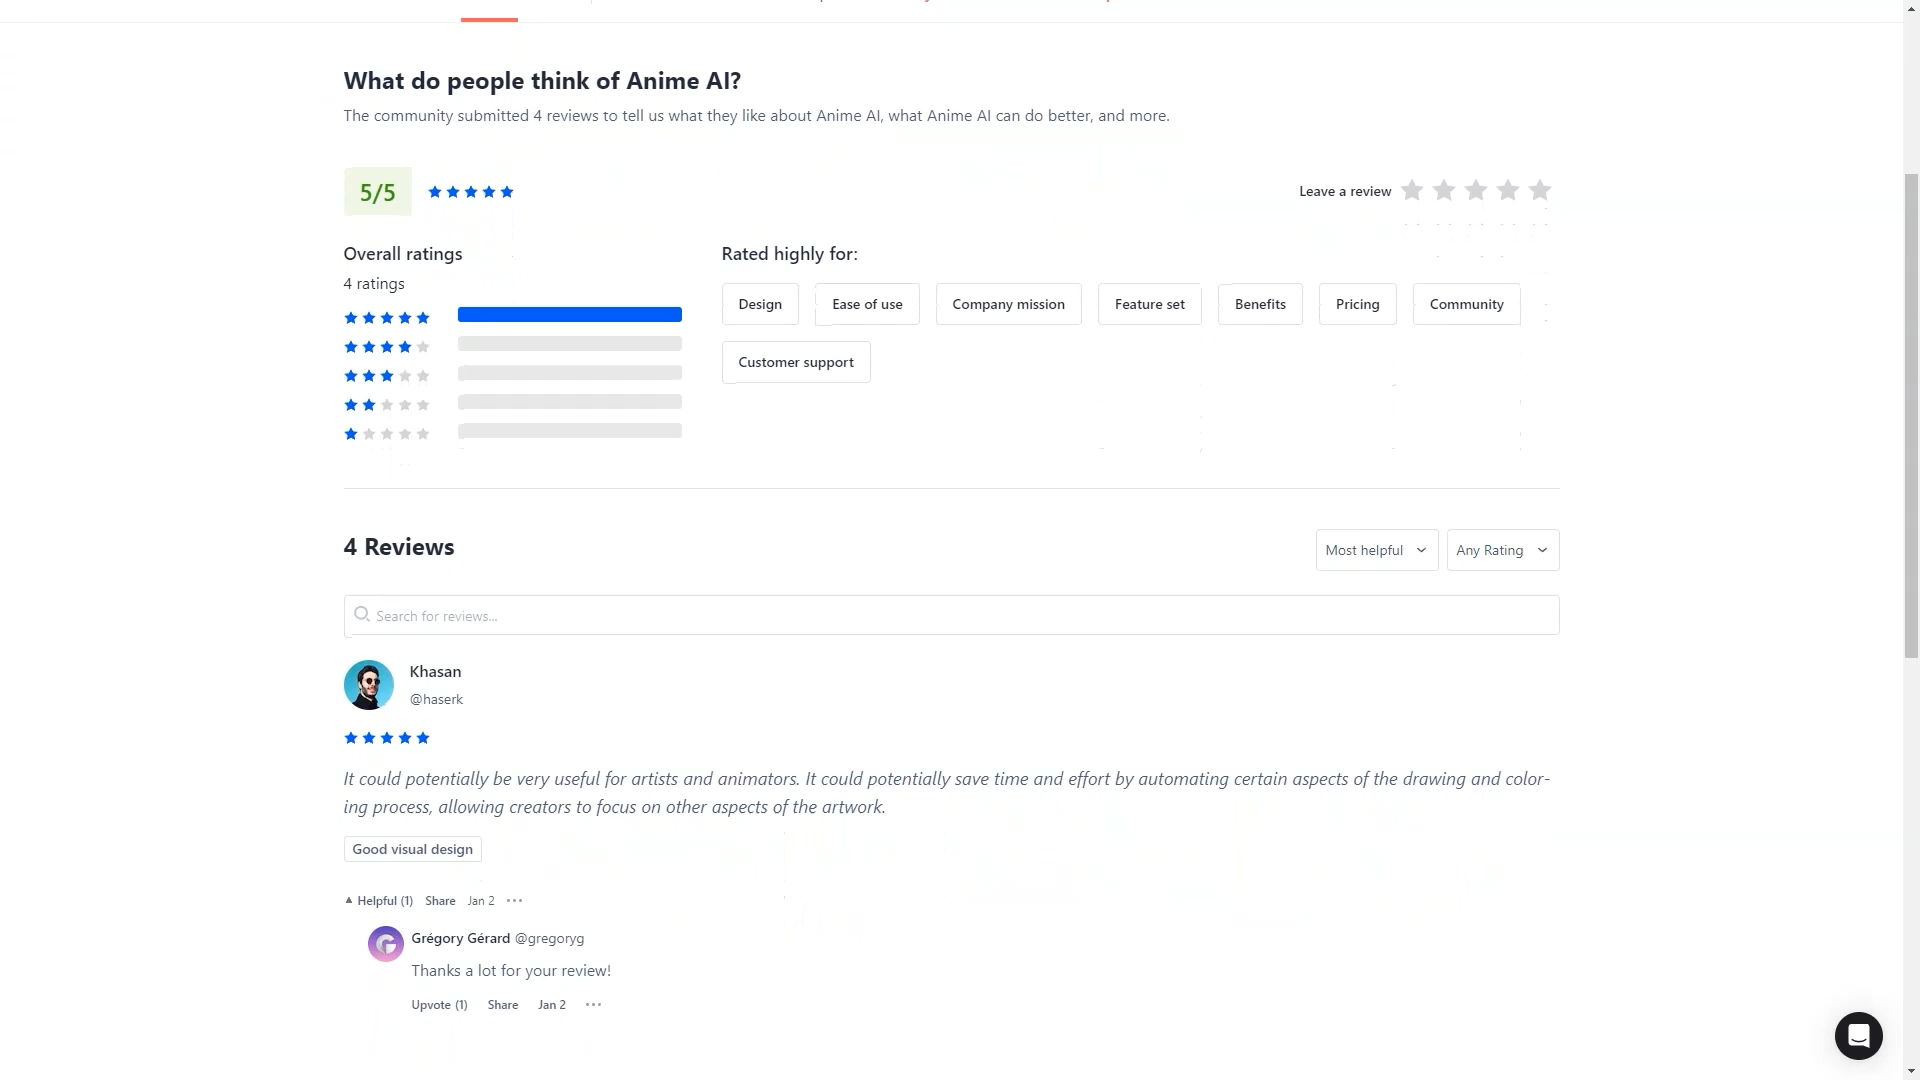 What do people think of Anime AI?
The community submitted 4 reviews to tell us what they like about Anime AI, what Anime AI can do better, and more.
5/5
Leave a review
Overall ratings
4 ratings
Rated highly for:
Design
Ease of use
Company mission
Feature set
Benefits
Pricing
Community
Customer support
4 Reviews
Most helpful
Any Rating
Search for reviews...
Khasan
@haserk
It could potentially be very useful for artists and animators. It could potentially save time and effort by automating certain aspects of the drawing and color-
ing process, allowing creators to focus on other aspects of the artwork.
Good visual design
Helpful (1) Share Jan 2
Grégory Gérard @gregoryg
Thanks a lot for your review!
Upvote (1) Share Jan 2